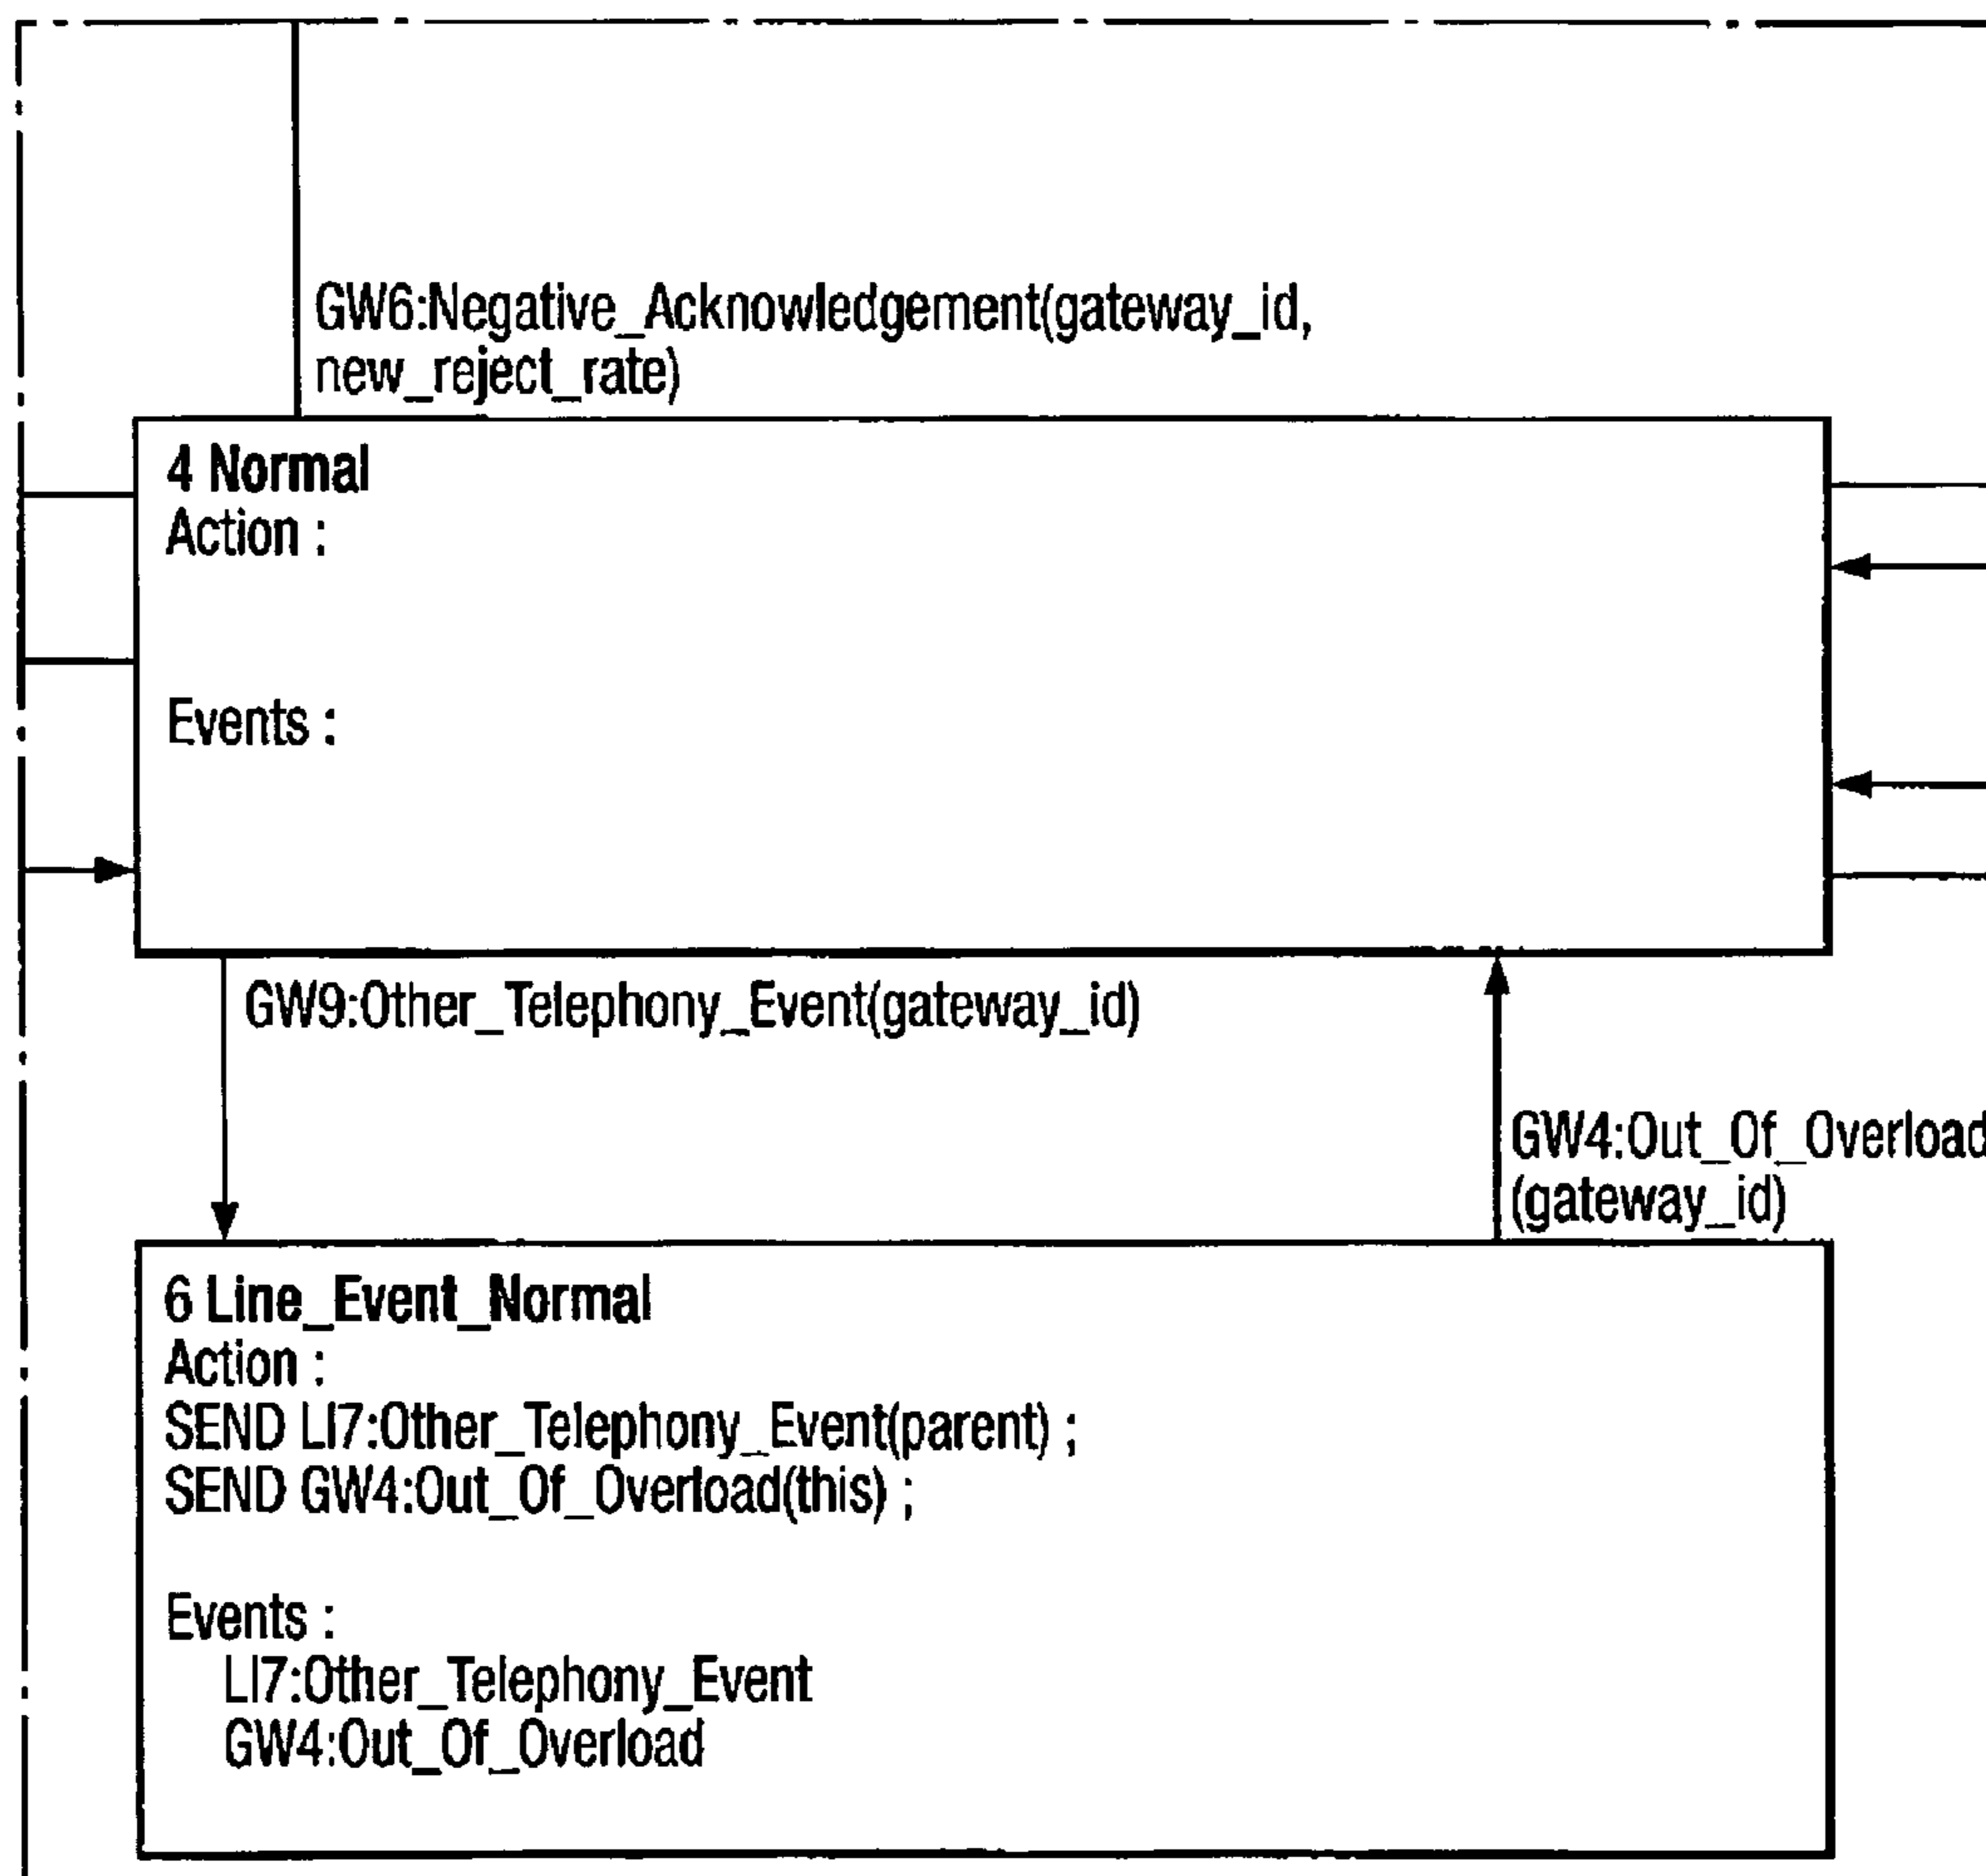 GW6:Negative_Acknowledgement(gateway_id,
new_reject_rate)
4 Normal
Action :
Events :
GW9:Other_Telephony_Event(gateway_id)
GW4:Out_Of_Overload
(gateway_id)
6 Line_Event_Normal
Action :
SEND LI7:Other_Telephony_Event(parent) ;
SEND GW4:Out_Of_Overload(this) ;
Events :
LI7:Other_Telephony_Event
GW4:Out_Of_Overload